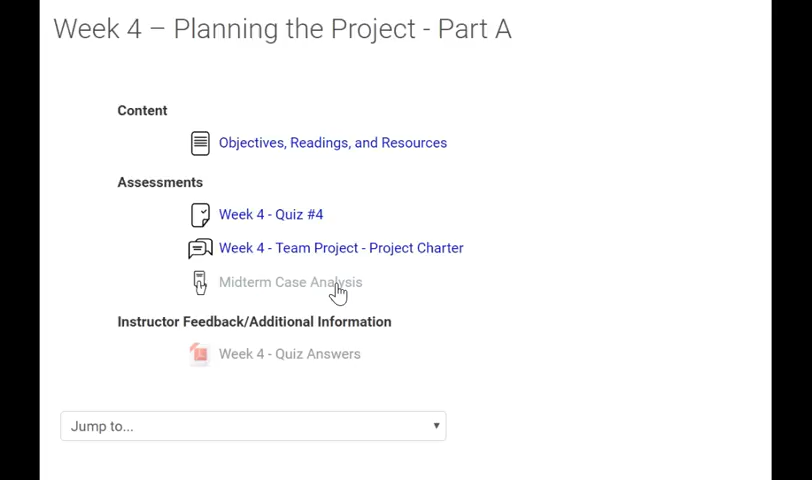 Week 4 – Planning the Project - Part A
Content
Objectives, Readings, and Resources
Assessments
Week 4 - Quiz #4
Week 4 - Team Project - Project Charter
Midterm Case Analysis
Instructor Feedback/Additional Information
Week 4 - Quiz Answers
Jump to...